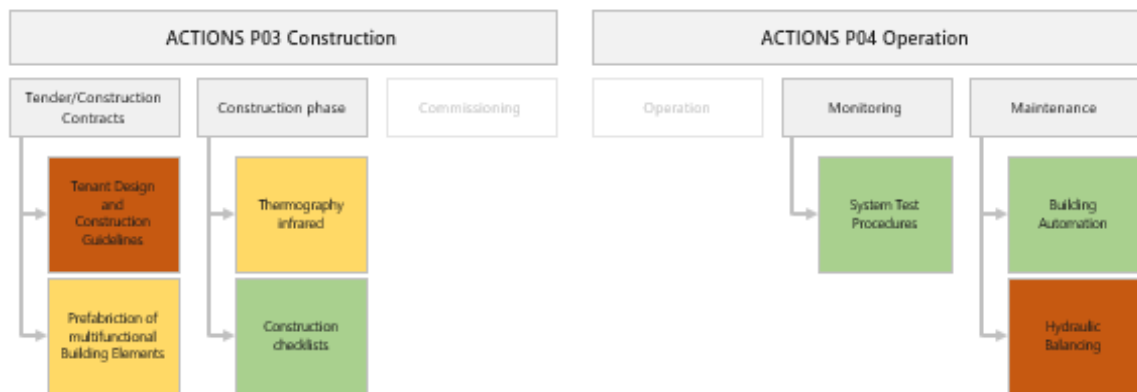 ACTIONS P03 Construction
ACTIONS P04 Operation
Tender/Construction
Contracts
Construction phase
Commissioning
Operation
Monitoring
Maintenance
Tenant Design
and
Construction
Guidelines
Thermography
infrared
System Test
Procedures
Building
Automation
Prefabriction of
multifunctional
Building Elements
Construction
checklists
Hydraulic
Balancing